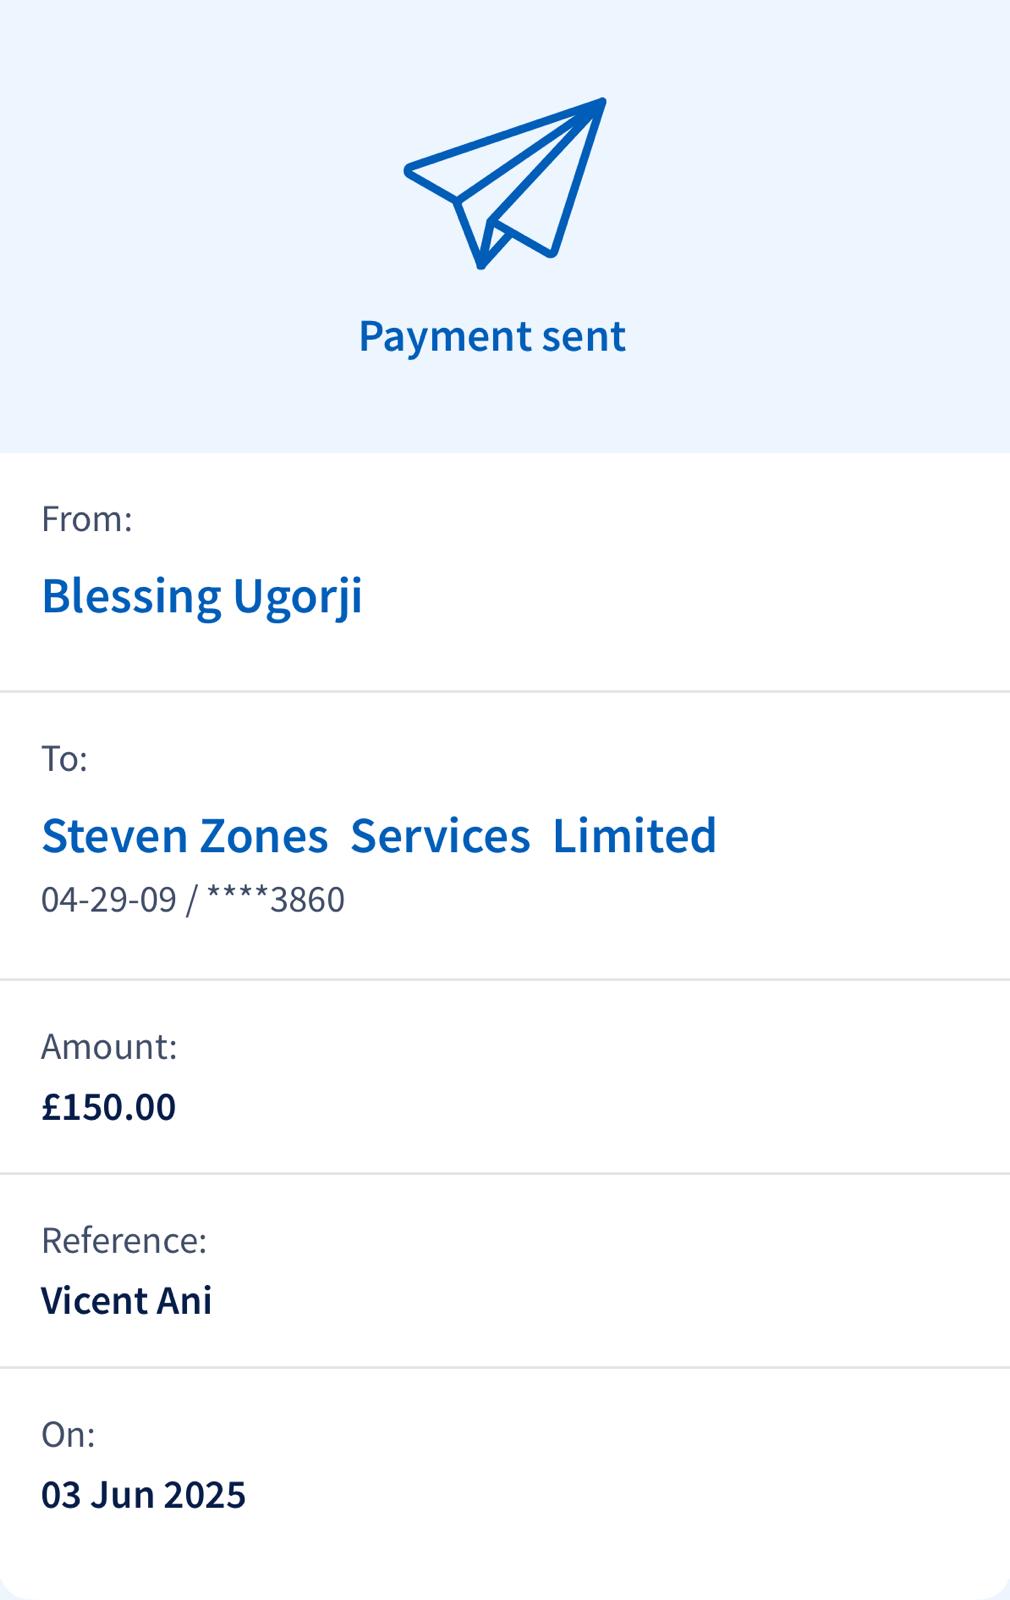 Payment sent
From:
Blessing Ugorji
To:
Steven Zones  Services  Limited
04-29-09 / ****3860
Amount:
£150.00
Reference:
Vicent Ani
On:
03 Jun 2025